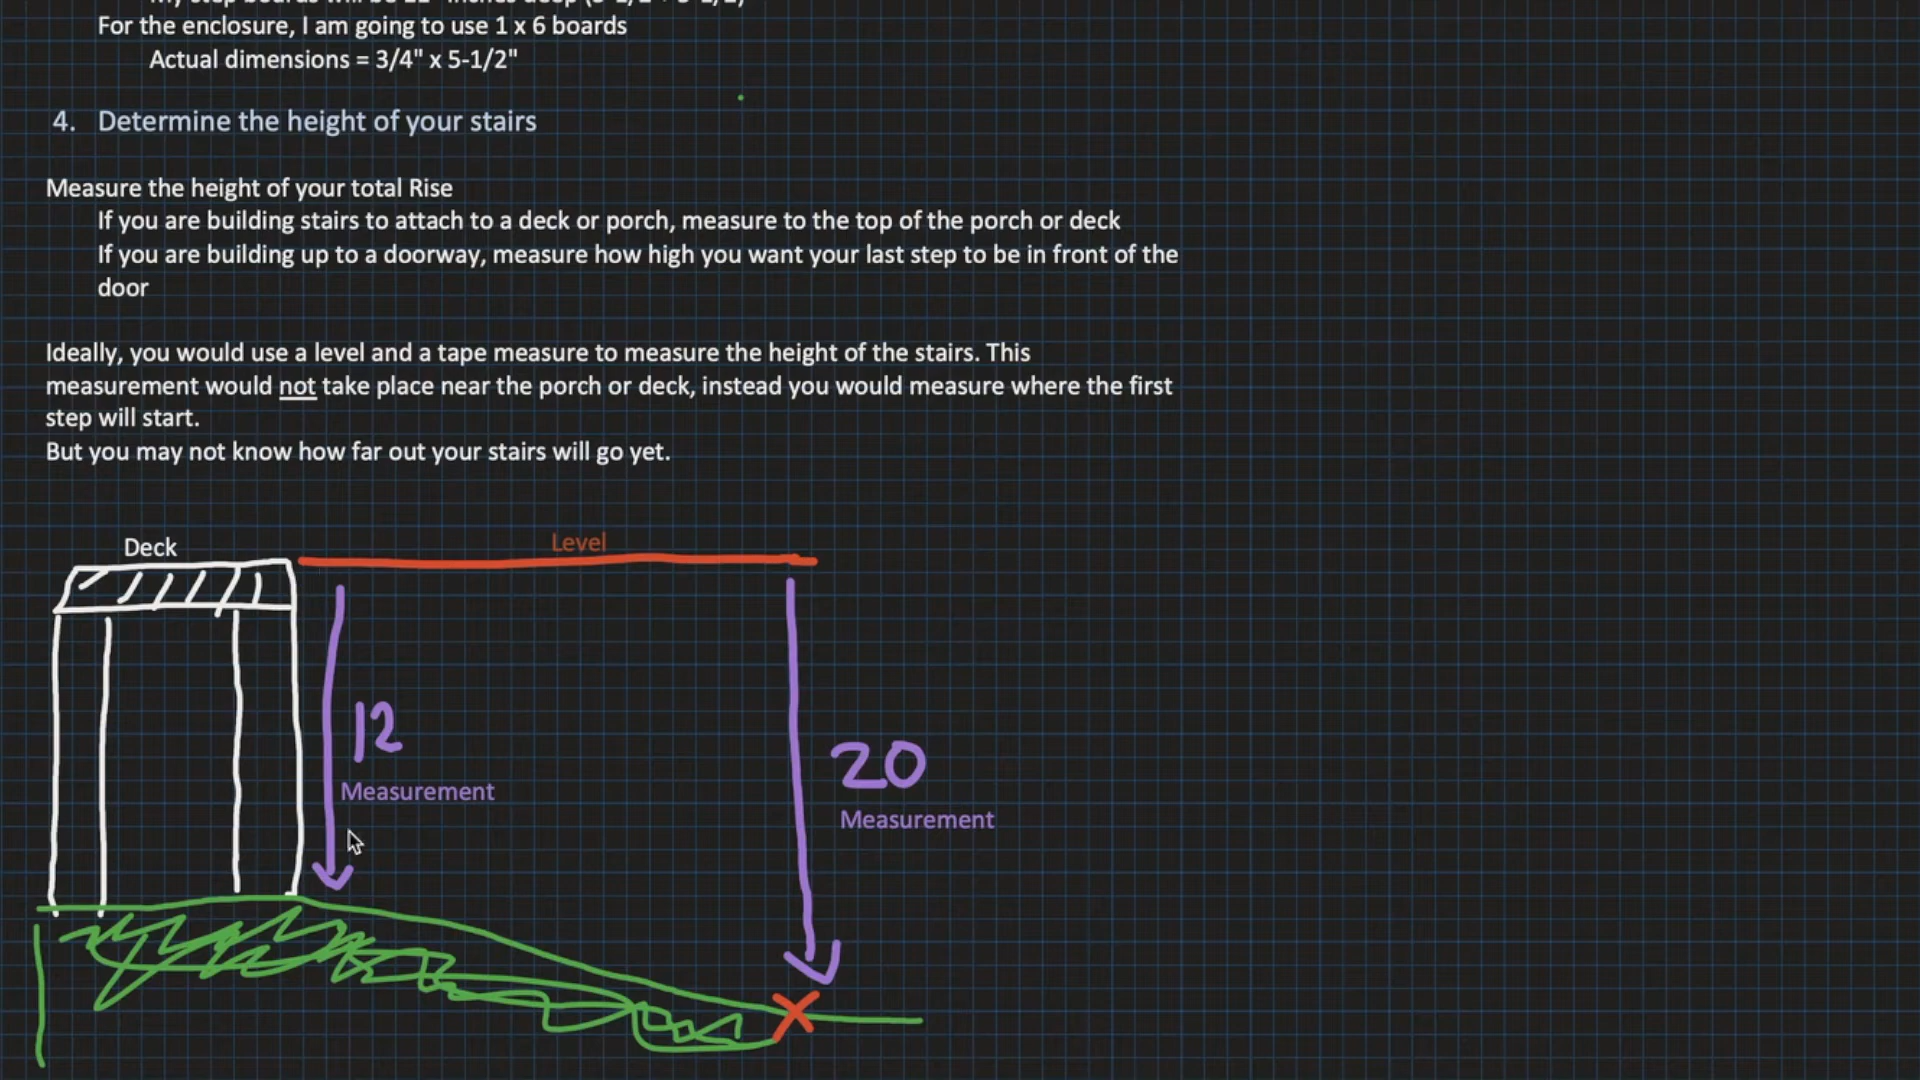 For the enclosure, I am going to use 1 x 6 boards
Actual dimensions = 3/4" x 5-1/2"
4. Determine the height of your stairs
Measure the height of your total Rise
If you are building stairs to attach to a deck or porch, measure to the top of the porch or deck
If you are building up to a doorway, measure how high you want your last step to be in front of the
door
Ideally, you would use a level and a tape measure to measure the height of the stairs. This
measurement would not take place near the porch or deck, instead you would measure where the first
step will start.
But you may not know how far out your stairs will go yet.
Deck
Level
12
Measurement
20
Measurement